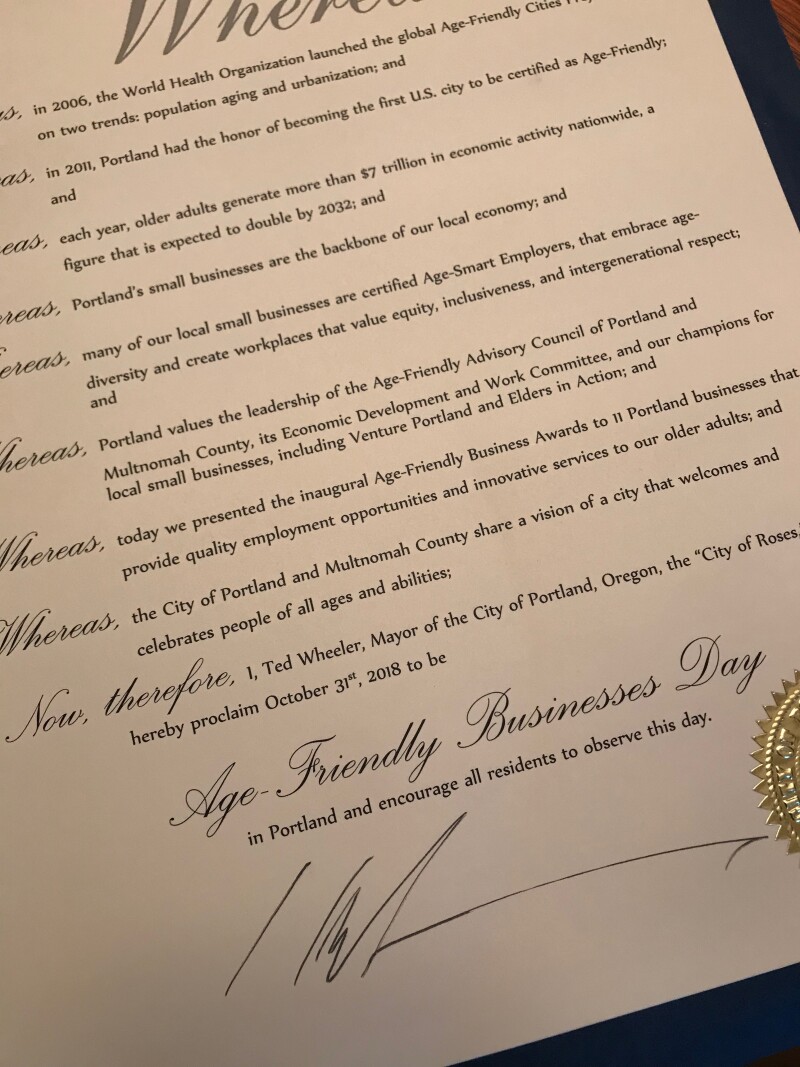 in 2006, the World Health Organization launched the global Age-Friendly Cities
on two trends: population aging and urbanization; and
in 2011, Portland had the honor of becoming the first U.S. city to be certified as Age-Friendly;
and
each year, older adults generate more than $7 trillion in economic activity nationwide, a
figure that is expected to double by 2032; and
Portland's small businesses are the backbone of our local economy; and
many of our local small businesses are certified Age-Smart Employers, that embrace age-
diversity and create workplaces that value equity, inclusiveness, and intergenerational respect;
and
Whereas, Portland values the leadership of the Age-Friendly Advisory Council of Portland and
Multnomah County, its Economic Development and Work Committee, and our champions for
local small businesses, including Venture Portland and Elders in Action; and
Whereas, today we presented the inaugural Age-Friendly Business Awards to 11 Portland businesses that
provide quality employment opportunities and innovative services to our older adults; and
Whereas, the City of Portland and Multnomah County share a vision of a city that welcomes and
celebrates people of all ages and abilities;
Now, therefore, I, Ted Wheeler, Mayor of the City of Portland, Oregon, the "City of Roses,
hereby proclaim October 31st, 2018 to be
Age-Friendly Businesses Day
in Portland and encourage all residents to observe this day.